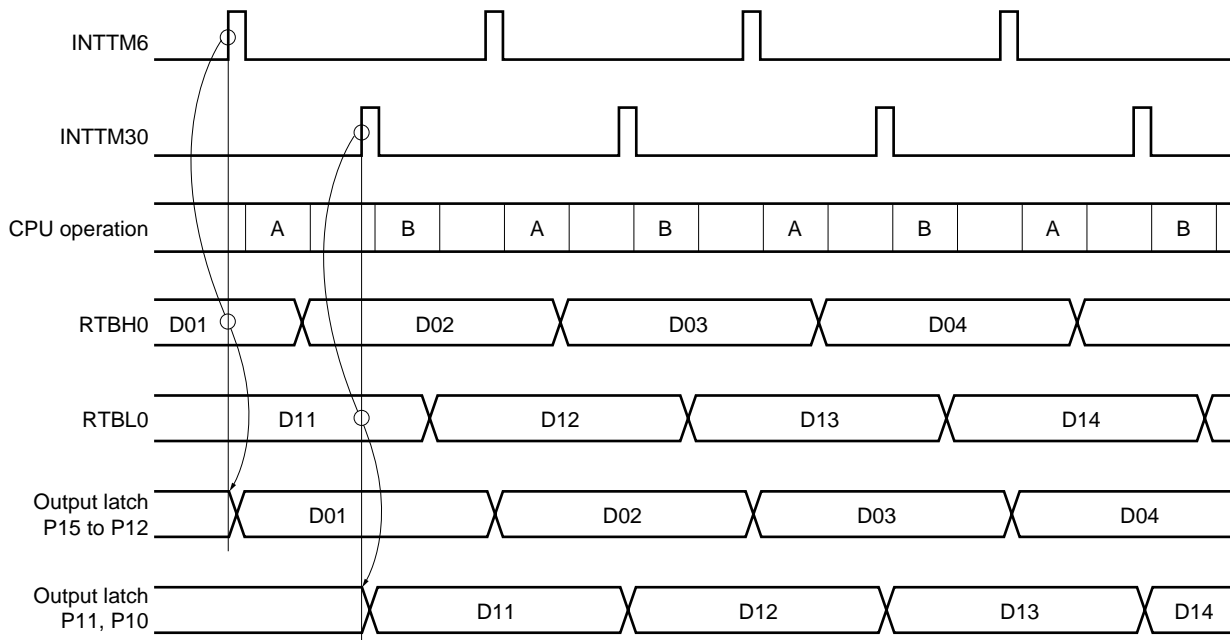 INTTM6
INTTM30
CPU operation A B A B A B A B
RTBH0 D01 D02 D03 D04
RTBL0 D11 D12 D13 D14
Output latch
P15 to P12 D01 D02 D03 D04
Output latch
P11, P10 D11 D12 D13 D14